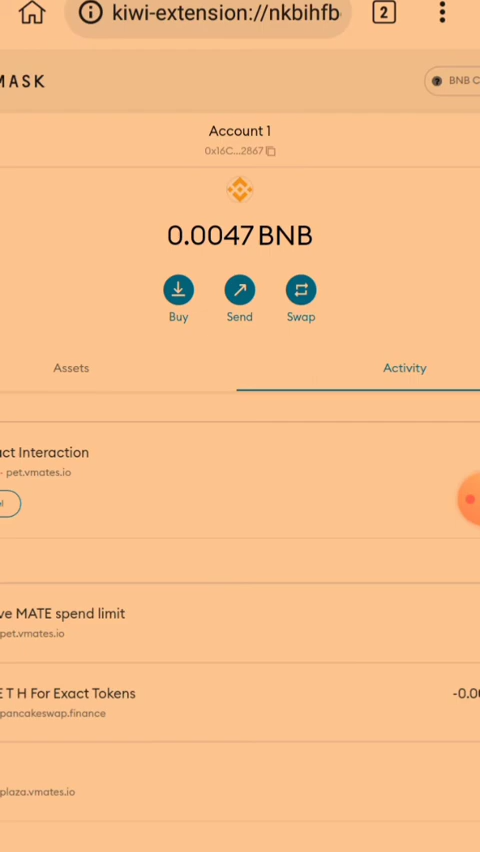 kiwi-extension://nkbihfb
2
MASK
BNB C
Account 1
0x16C...2867
0.0047 BNB
Buy
Send
Swap
Assets
Activity
act Interaction
- pet.vmates.io
el
ve MATE spend limit
pet.vmates.io
E T H For Exact Tokens
-0.00
pancakeswap.finance
plaza.vmates.io